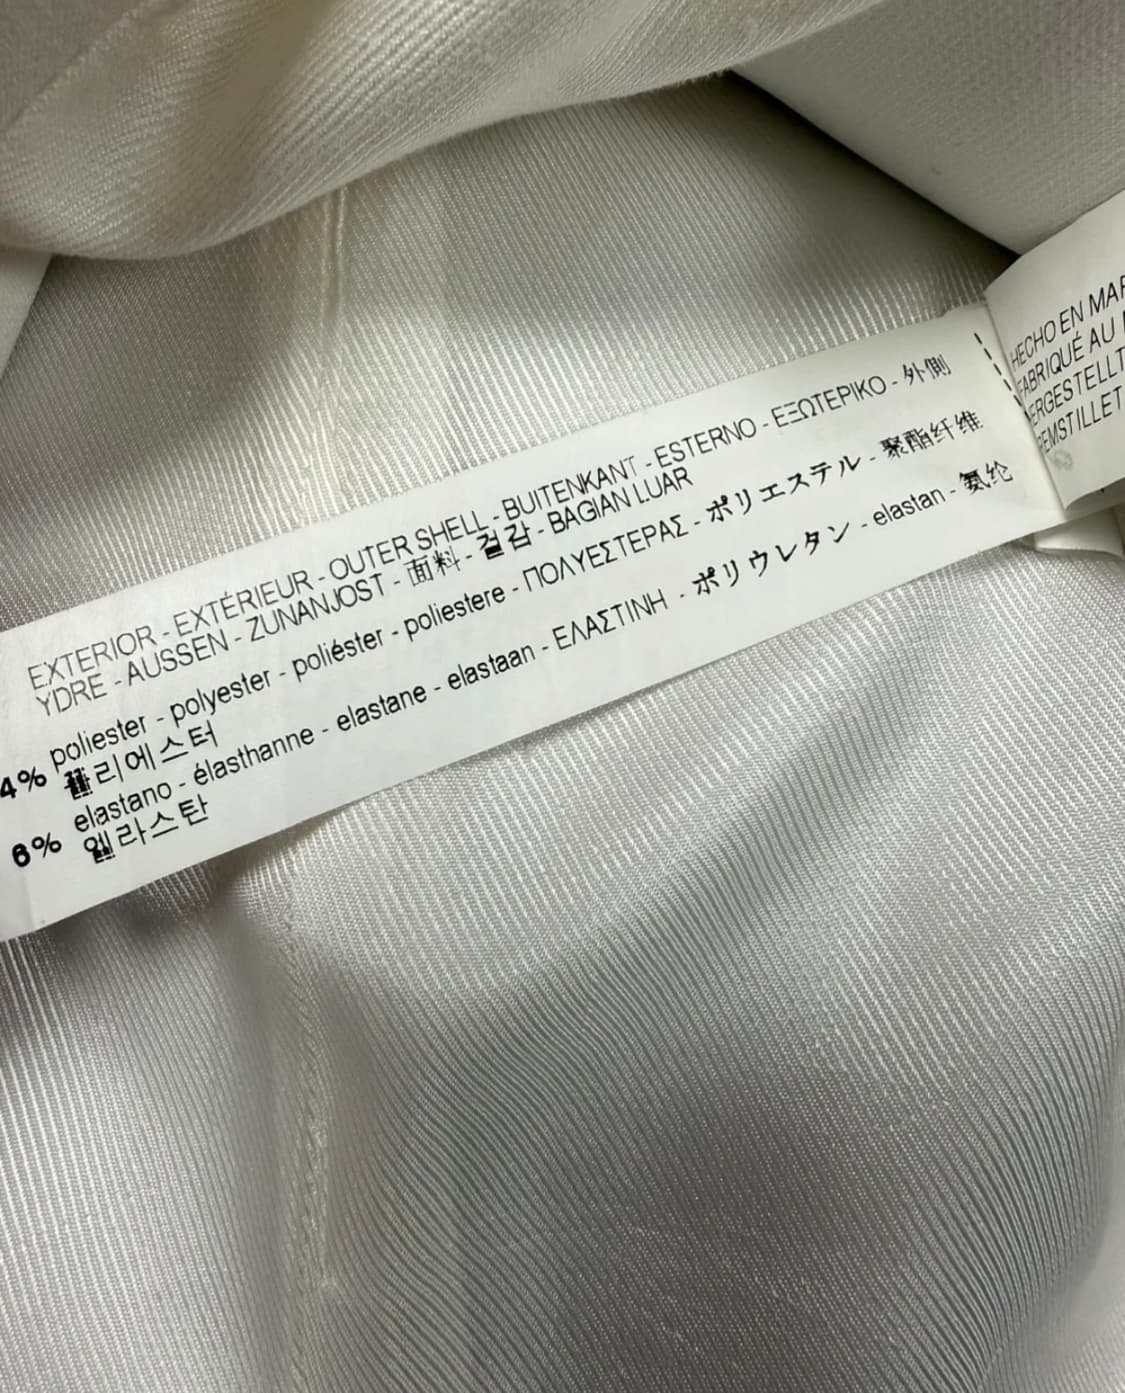 EXTERIOR - EXTÉRIEUR - OUTER SHELL - BUITENKANT - ESTERNO - ΕΞΩΤΕΡΙΚΟ - 外側
YDRE - AUSSEN - ZUNANJOST - 面料 - 겉감 - BAGIAN LUAR
4% poliester - polyester - poliéster - poliestere - ΠΟΛΥΕΣΤΕΡΑΣ - ポリエステル - 聚酯纤维
폴리에스터
6% elastano - élasthanne - elastane - elastaan - ΕΛΑΣΤΙΝΗ - ポリウレタン - elastan - 氨纶
엘라스탄
HECHO EN MAR
FABRIQUÉ AU
HERGESTELLT
REMSTILLET